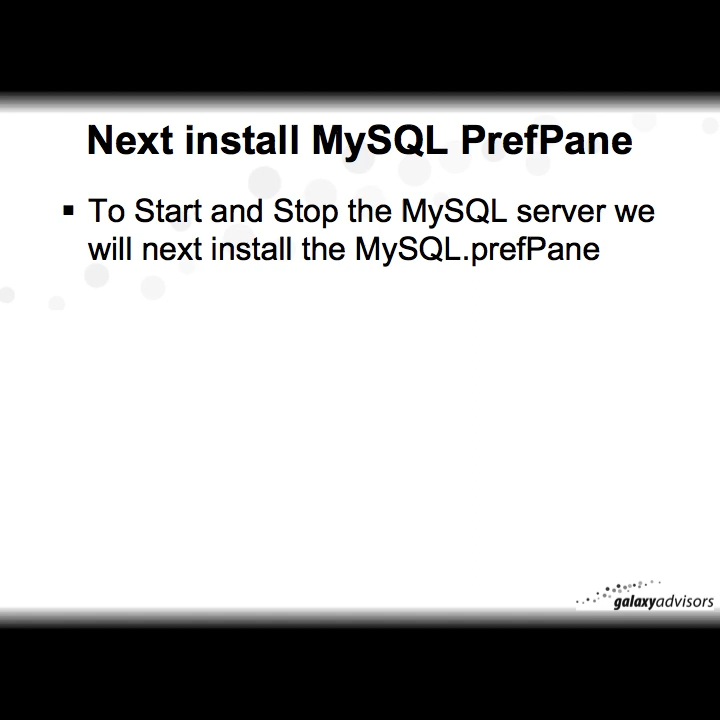 Next install MySQL PrefPane
▪ To Start and Stop the MySQL server we
will next install the MySQL.prefPane
galaxyadvisors